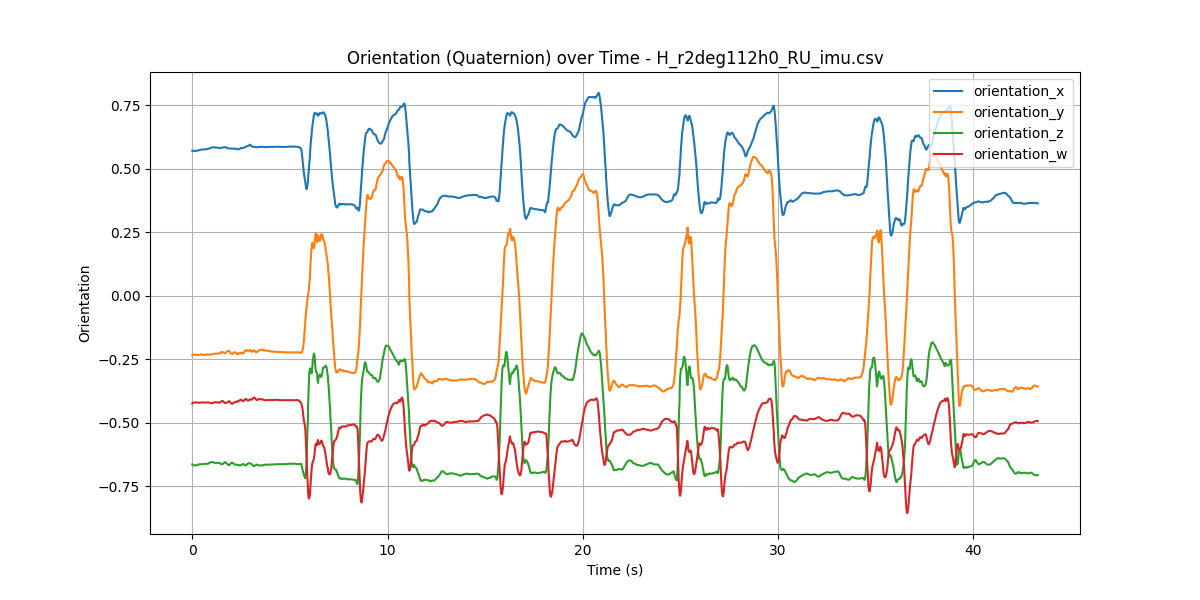 Orientation (Quaternion) over Time - H_r2deg112h0_RU_imu.csv
orientation_x
orientation_y
orientation_z
orientation_w
0.75
0.50
0.25
0.00
−0.25
−0.50
−0.75
Orientation
0 10 20 30 40
Time (s)